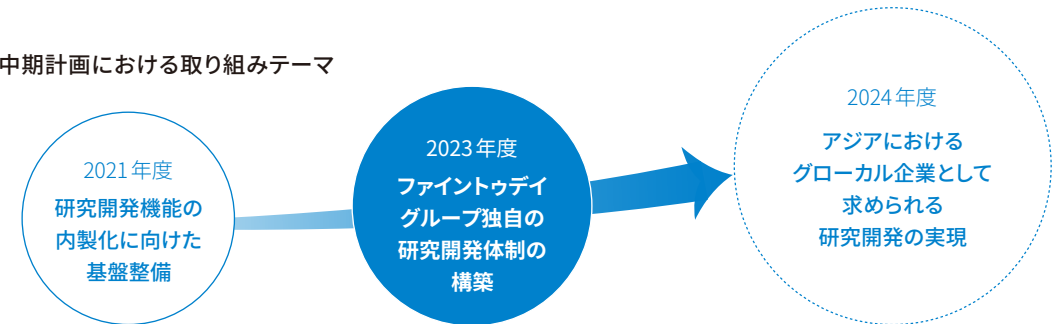 中期計画における取り組みテーマ
2021年度
研究開発機能の
内製化に向けた
基盤整備
2023年度
ファイントゥデイ
グループ独自の
研究開発体制の
構築
2024年度
アジアにおける
グローカル企業として
求められる
研究開発の実現